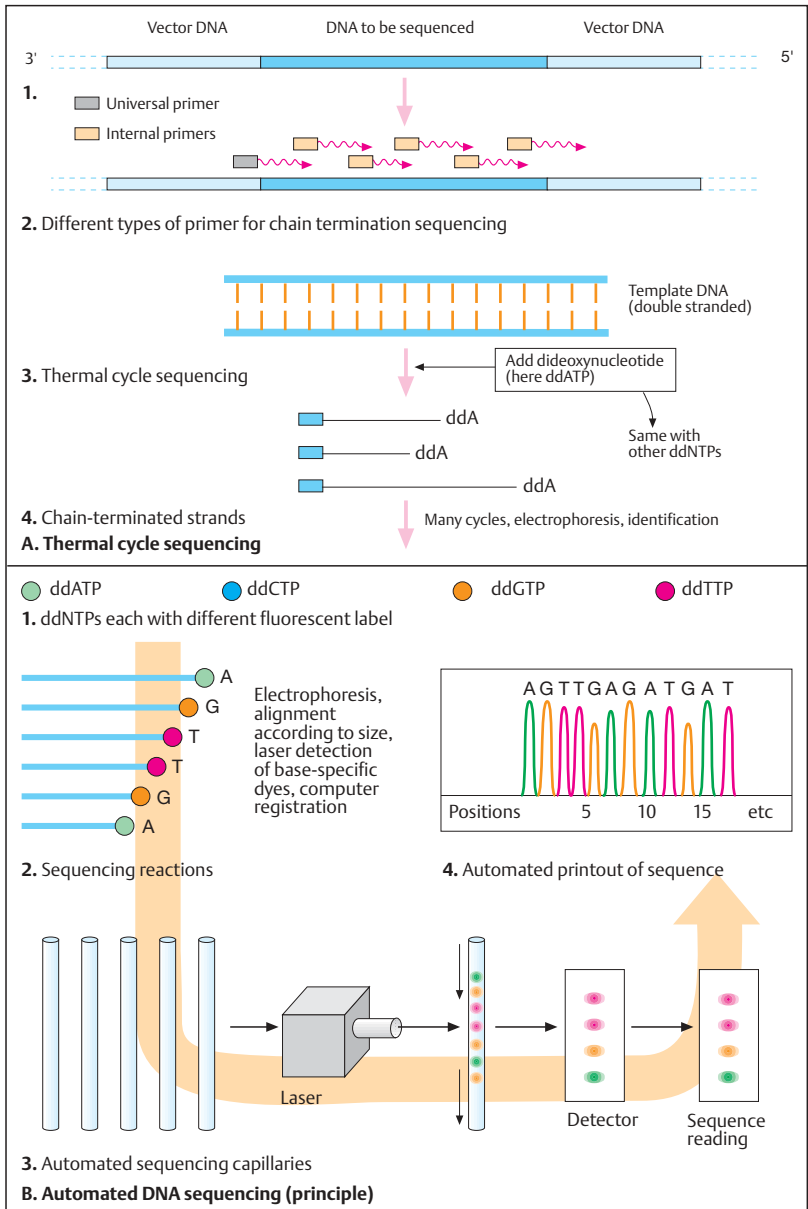 Vector DNA DNA to be sequenced Vector DNA
3' 5'
1.
Universal primer
Internal primers
2. Different types of primer for chain termination sequencing
Template DNA
(double stranded)
3. Thermal cycle sequencing
Add dideoxynucleotide
(here ddATP)
ddA
Same with
other ddNTPs
ddA
ddA
4. Chain-terminated strands
Many cycles, electrophoresis, identification
A. Thermal cycle sequencing
ddATP ddCTP ddGTP ddTTP
1. ddNTPs each with different fluorescent label
A
G
T
T
G
A
Electrophoresis,
alignment
according to size,
laser detection
of base-specific
dyes, computer
registration
A G T T G A G A T G A T
Positions 5 10 15 etc
2. Sequencing reactions
4. Automated printout of sequence
Laser
Detector
Sequence
reading
3. Automated sequencing capillaries
B. Automated DNA sequencing (principle)